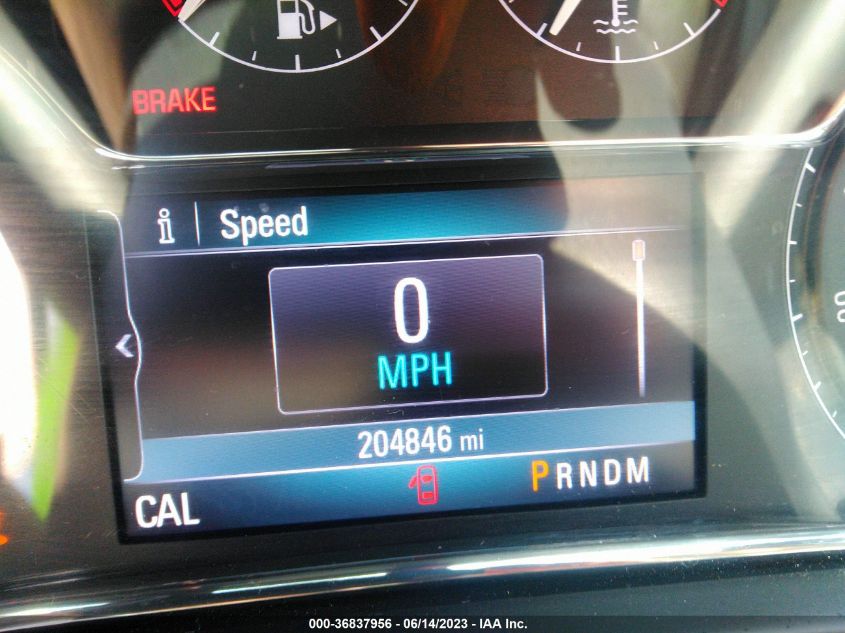 BRAKE
i Speed
0
MPH
204846 mi
PRNDM
CAL
000-36837956 - 06/14/2023 - IAA Inc.